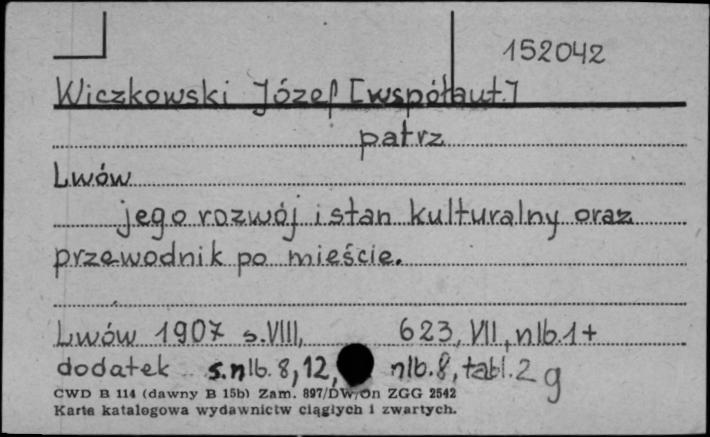 152042
Wiczkowski Józef [współaut.]
patrz
Lwów
jego rozwój i stan kulturalny oraz
przewodnik po mieście.
Lwów 1907 s.VIII, 623, VII, nlb.1+
dodatek s.nlb. 8, 12, nlb. 8, tabl. 2 g
CWD B 114 (dawny B 15b) Zam. 897/DW/On ZGG 2542
Karta katalogowa wydawnictw ciągłych i zwartych.